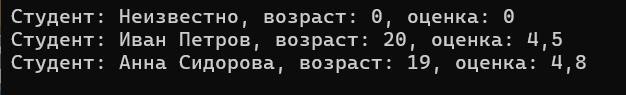 Студент: Неизвестно, возраст: 0, оценка: 0
Студент: Иван Петров, возраст: 20, оценка: 4,5
Студент: Анна Сидорова, возраст: 19, оценка: 4,8